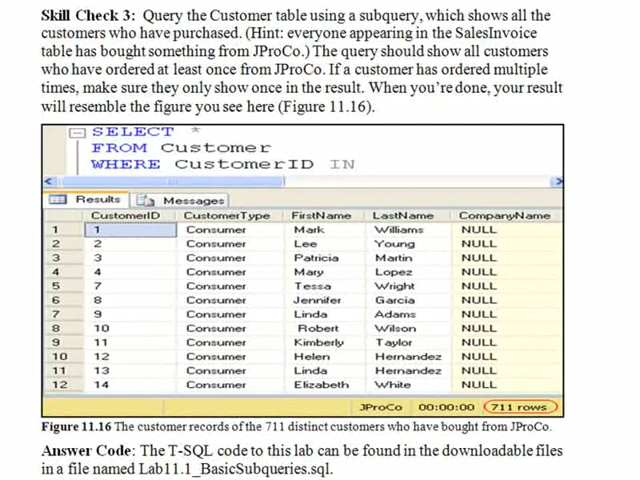 Skill Check 3: Query the Customer table using a subquery, which shows all the
customers who have purchased. (Hint: everyone appearing in the SalesInvoice
table has bought something from JProCo.) The query should show all customers
who have ordered at least once from JProCo. If a customer has ordered multiple
times, make sure they only show once in the result. When you're done, your result
will resemble the figure you see here (Figure 11.16).
SELECT *
FROM Customer
WHERE CustomerID IN
Results Messages
CustomerID CustomerType FirstName LastName CompanyName
1 1 Consumer Mark Williams NULL
2 2 Consumer Lee Young NULL
3 3 Consumer Patricia Martin NULL
4 4 Consumer Mary Lopez NULL
5 7 Consumer Tessa Wright NULL
6 8 Consumer Jennifer Garcia NULL
7 9 Consumer Linda Adams NULL
8 10 Consumer Robert Wilson NULL
9 11 Consumer Kimberly Taylor NULL
10 12 Consumer Helen Hernandez NULL
11 13 Consumer Linda Hernandez NULL
12 14 Consumer Elizabeth White NULL
JProCo 00:00:00 711 rows
Figure 11.16 The customer records of the 711 distinct customers who have bought from JProCo.
Answer Code: The T-SQL code to this lab can be found in the downloadable files
in a file named Lab11.1_BasicSubqueries.sql.